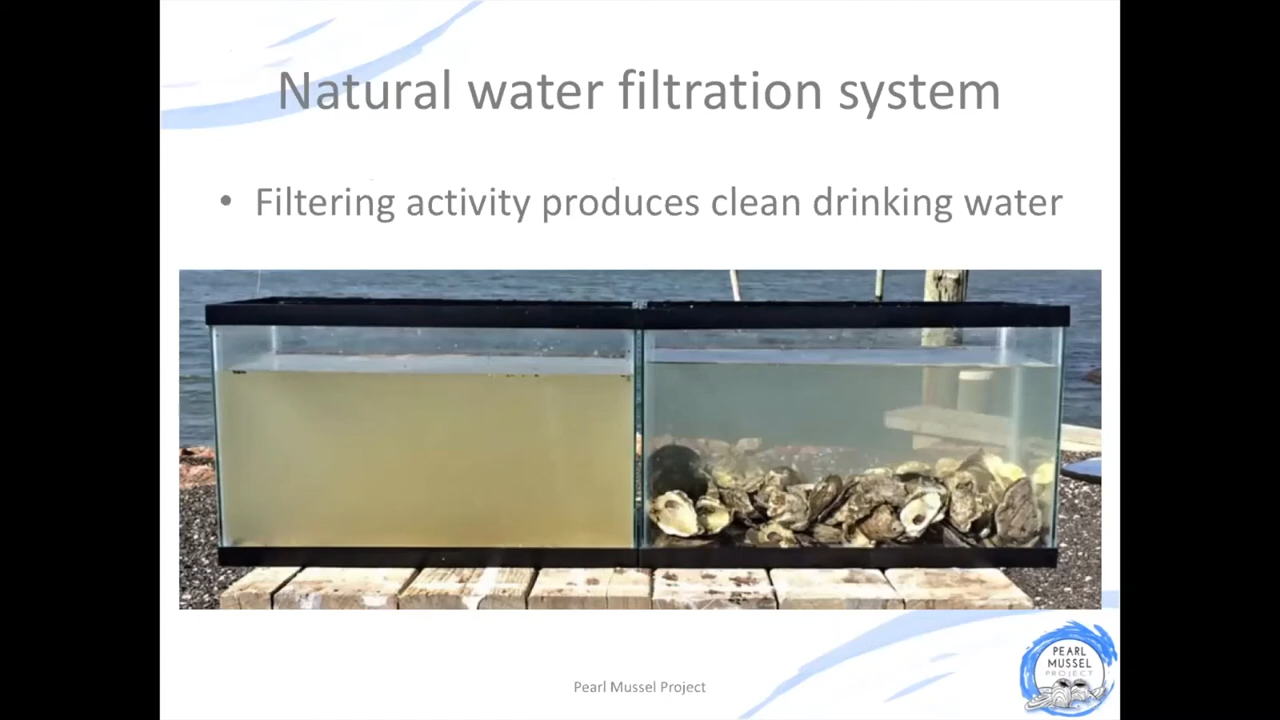 Natural water filtration system
• Filtering activity produces clean drinking water
Pearl Mussel Project
PEARL
MUSSEL
PROJECT